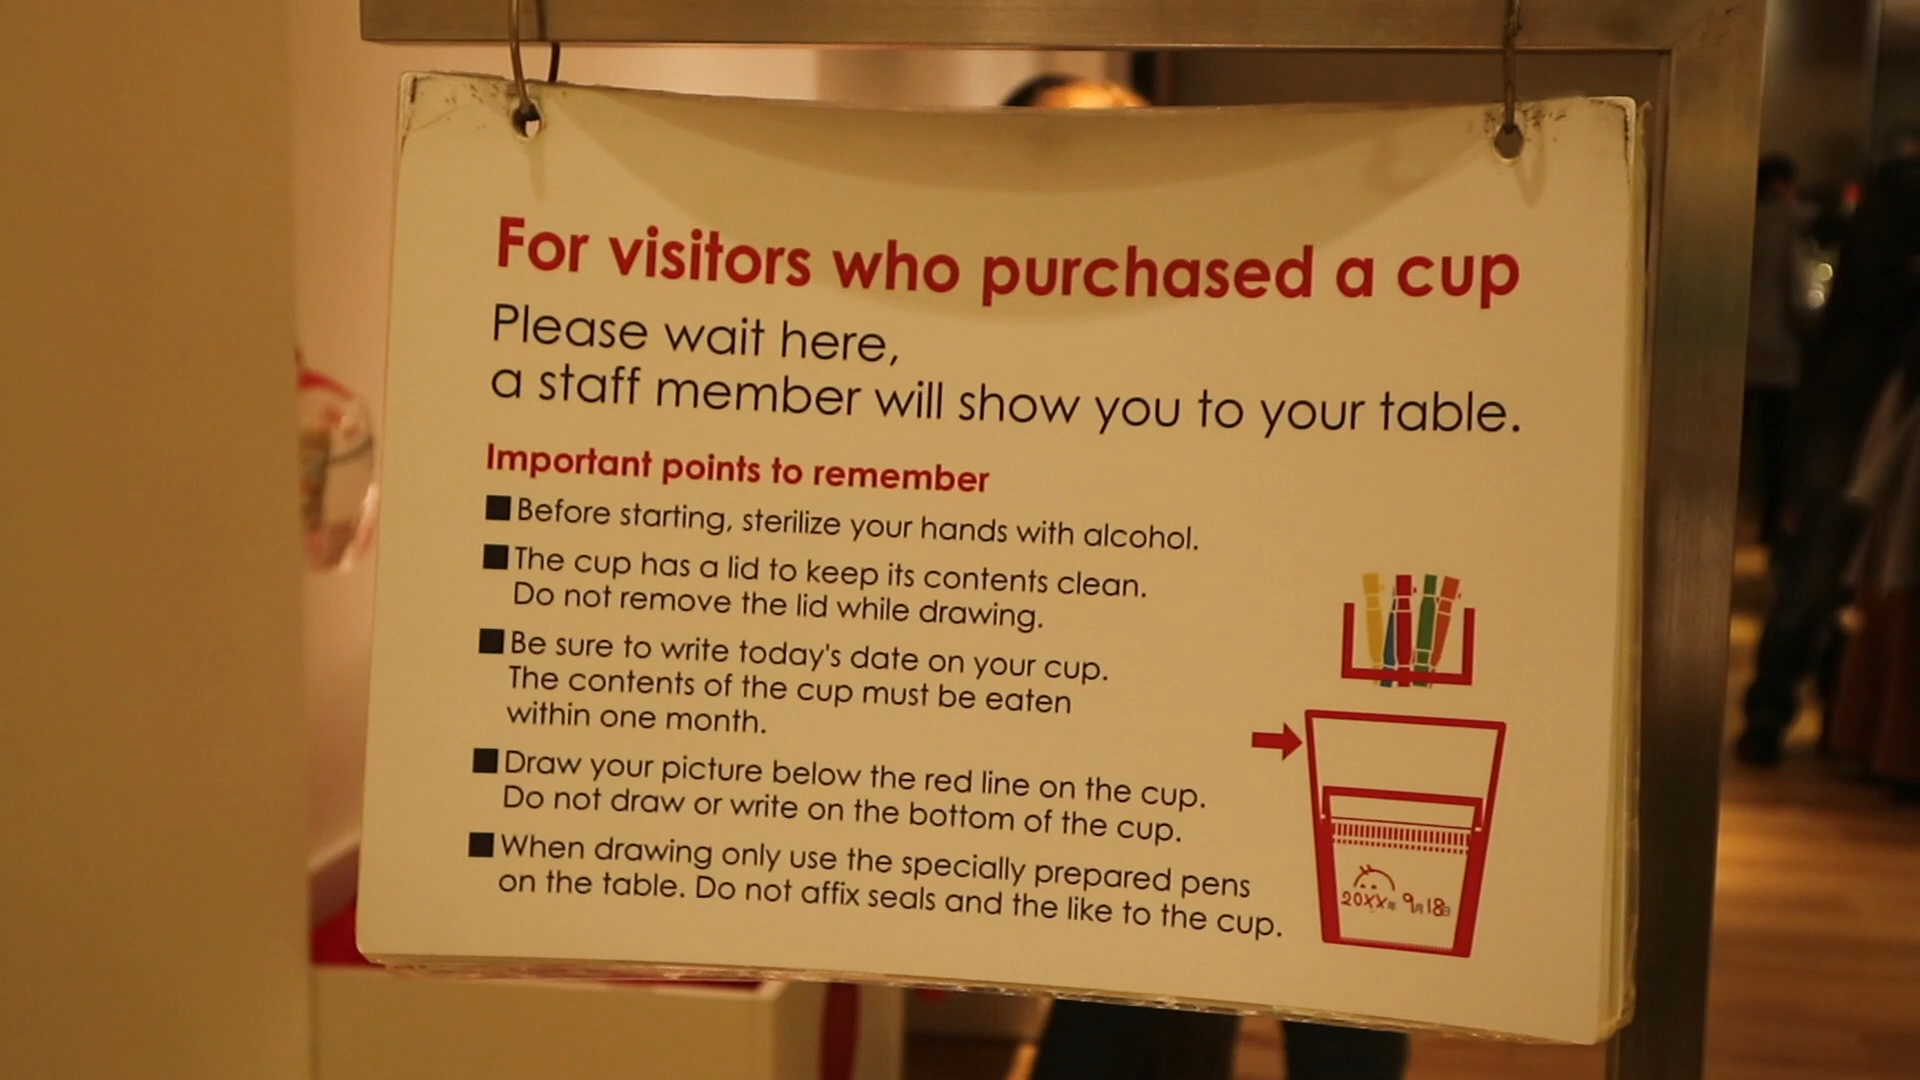 For visitors who purchased a cup
Please wait here,
a staff member will show you to your table.
Important points to remember
■Before starting, sterilize your hands with alcohol.
■The cup has a lid to keep its contents clean.
Do not remove the lid while drawing.
■Be sure to write today's date on your cup.
The contents of the cup must be eaten
within one month.
■Draw your picture below the red line on the cup.
Do not draw or write on the bottom of the cup.
■When drawing only use the specially prepared pens
on the table. Do not affix seals and the like to the cup.
20XX年 9月18日